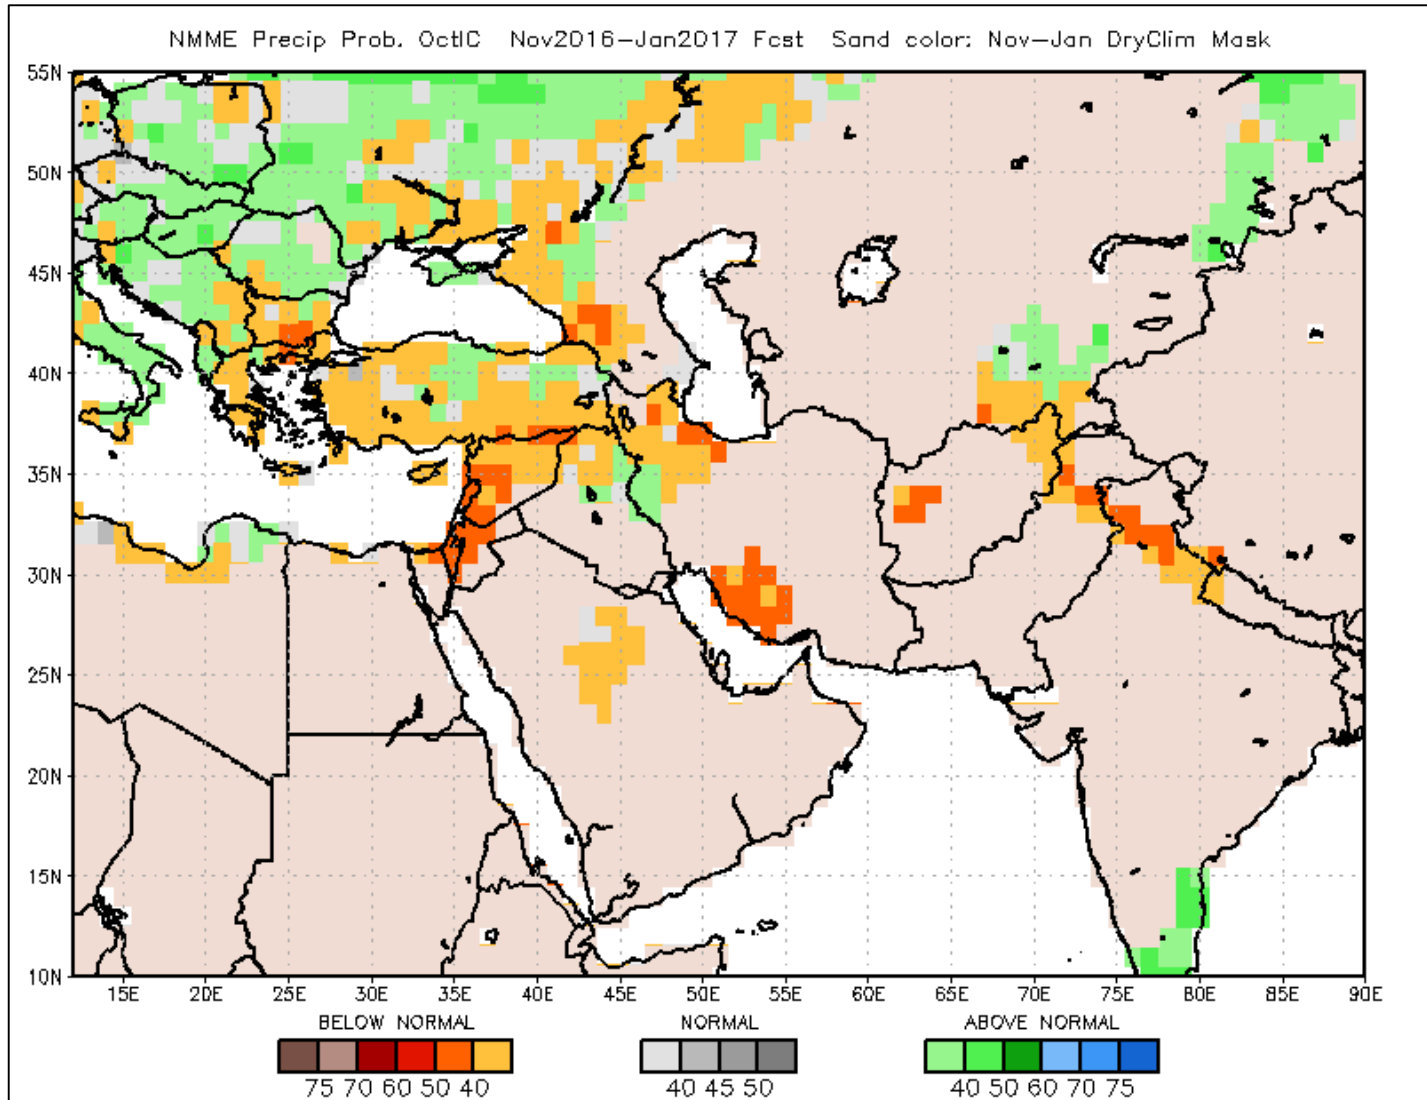 NMME Precip Prob. OctIC Nov2016-Jan2017 Fcst Sand color: Nov-Jan DryClim Mask
55N
50N
45N
40N
35N
30N
25N
20N
15N
10N
15E 20E 25E 30E 35E 40E 45E 50E 55E 60E 65E 70E 75E 80E 85E 90E
BELOW NORMAL NORMAL ABOVE NORMAL
75 70 60 50 40 40 45 50 40 50 60 70 75